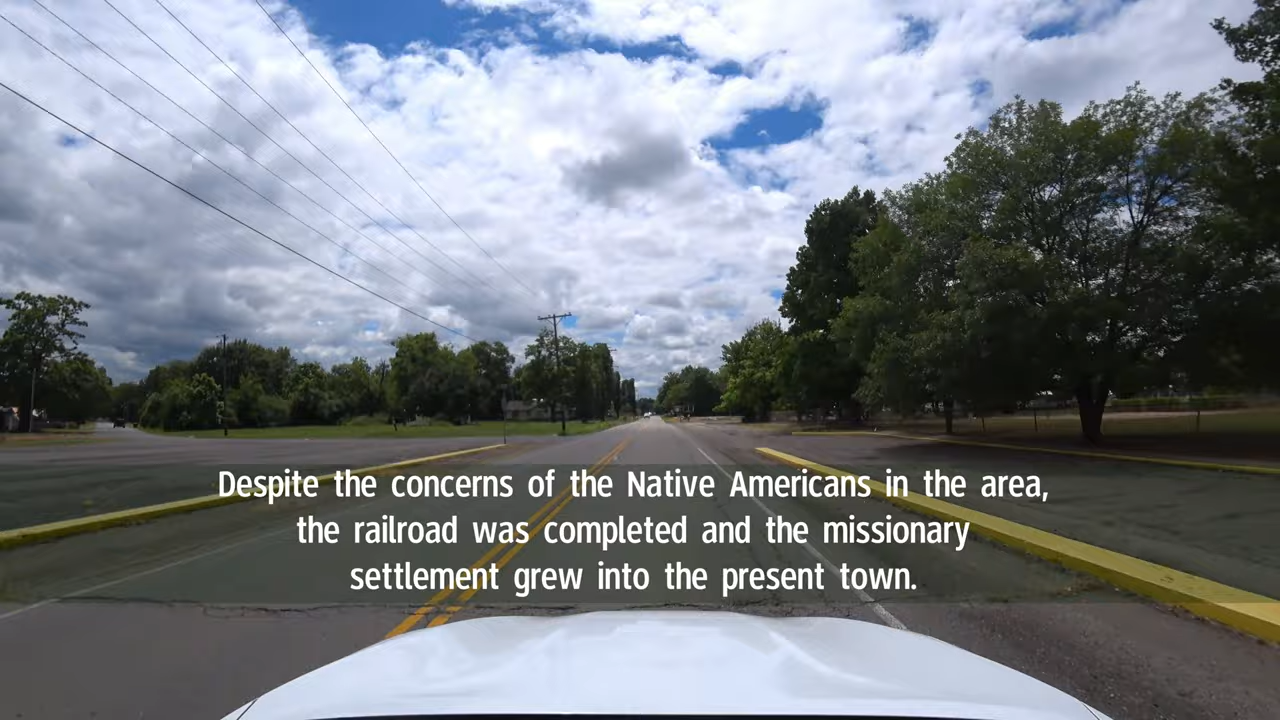 Despite the concerns of the Native Americans in the area,
the railroad was completed and the missionary
settlement grew into the present town.